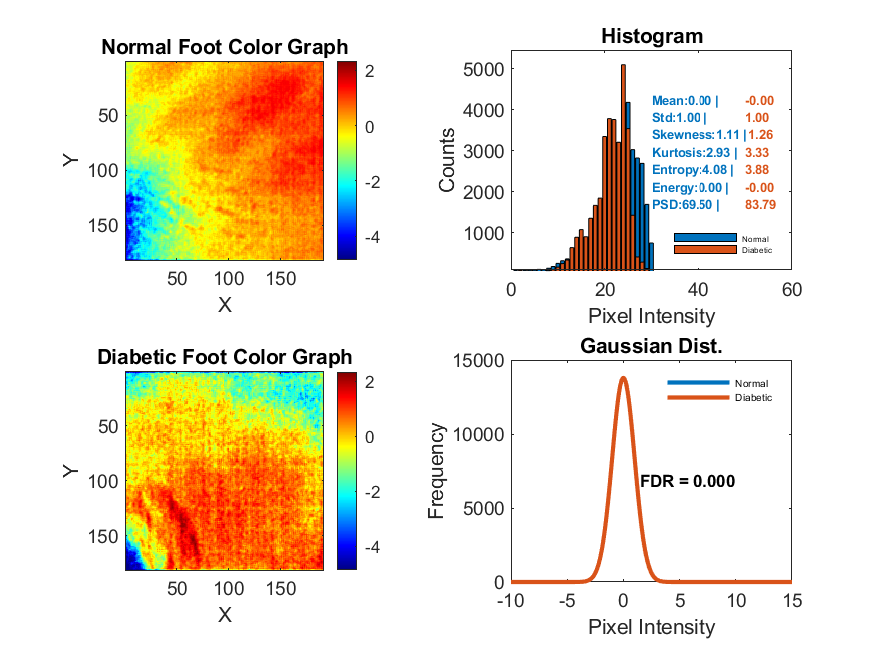 Normal Foot Color Graph
50
100
150
50
100
150
X
Y
2
0
-2
-4
Histogram
5000
4000
3000
2000
1000
0
20
40
60
Pixel Intensity
Counts
Mean:0.00 | -0.00
Std:1.00 | 1.00
Skewness:1.11 | 1.26
Kurtosis:2.93 | 3.33
Entropy:4.08 | 3.88
Energy:0.00 | -0.00
PSD:69.50 | 83.79
Normal
Diabetic
Diabetic Foot Color Graph
50
100
150
50
100
150
X
Y
2
0
-2
-4
Gaussian Dist.
15000
10000
5000
0
-10
-5
0
5
10
15
Pixel Intensity
Frequency
Normal
Diabetic
FDR = 0.000